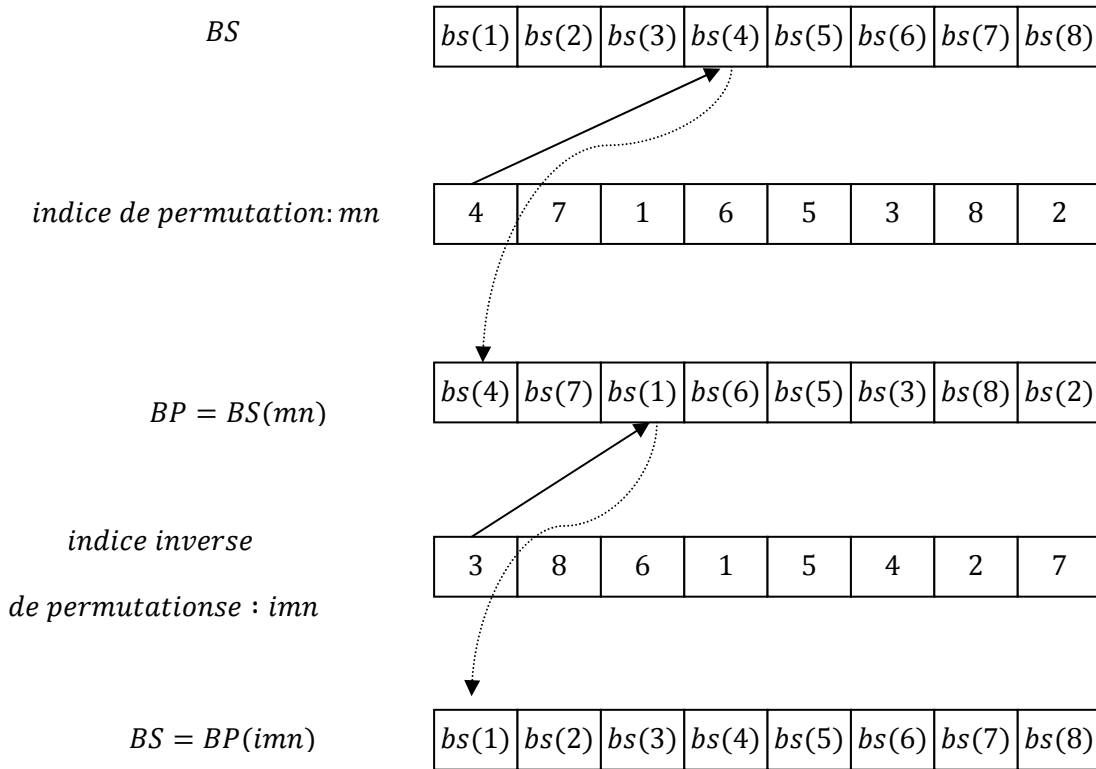 BS bs(1) bs(2) bs(3) bs(4) bs(5) bs(6) bs(7) bs(8)
indice de permutation: mn 4 7 1 6 5 3 8 2
BP = BS(mn) bs(4) bs(7) bs(1) bs(6) bs(5) bs(3) bs(8) bs(2)
indice inverse
de permutationse : imn 3 8 6 1 5 4 2 7
BS = BP(imn) bs(1) bs(2) bs(3) bs(4) bs(5) bs(6) bs(7) bs(8)